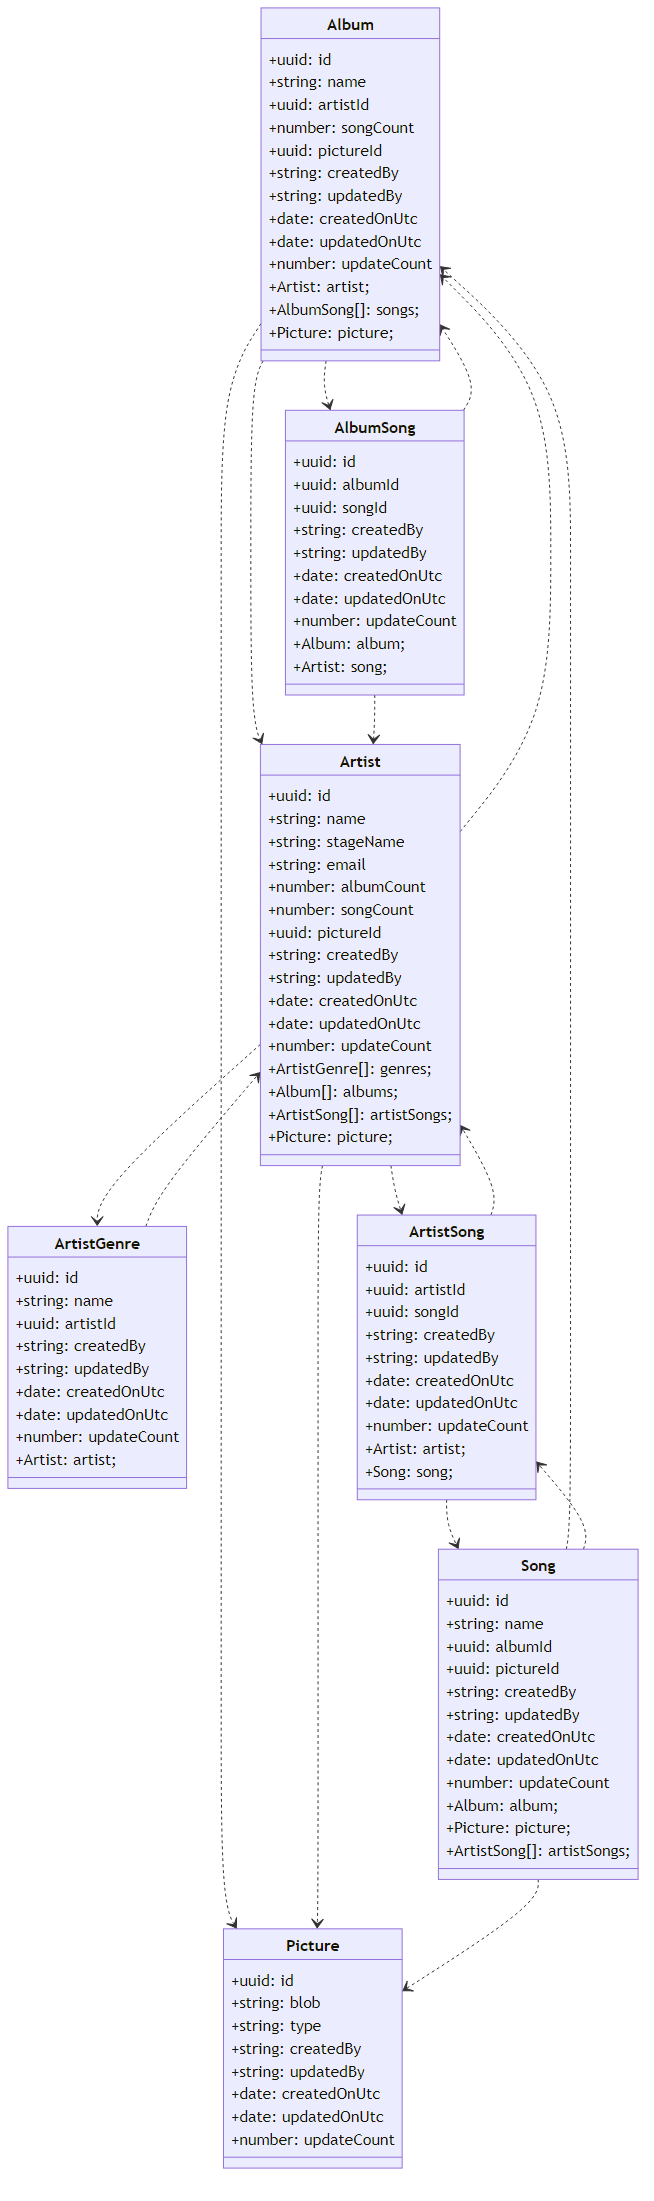 Album
+uuid: id
+string: name
+uuid: artistId
+number: songCount
+uuid: pictureId
+string: createdBy
+string: updatedBy
+date: createdOnUtc
+date: updatedOnUtc
+number: updateCount
+Artist: artist;
+AlbumSong[]: songs;
+Picture: picture;
AlbumSong
+uuid: id
+uuid: albumId
+uuid: songId
+string: createdBy
+string: updatedBy
+date: createdOnUtc
+date: updatedOnUtc
+number: updateCount
+Album: album;
+Artist: song;
Artist
+uuid: id
+string: name
+string: stageName
+string: email
+number: albumCount
+number: songCount
+uuid: pictureId
+string: createdBy
+string: updatedBy
+date: createdOnUtc
+date: updatedOnUtc
+number: updateCount
+ArtistGenre[]: genres;
+Album[]: albums;
+ArtistSong[]: artistSongs;
+Picture: picture;
ArtistGenre
+uuid: id
+string: name
+uuid: artistId
+string: createdBy
+string: updatedBy
+date: createdOnUtc
+date: updatedOnUtc
+number: updateCount
+Artist: artist;
ArtistSong
+uuid: id
+uuid: artistId
+uuid: songId
+string: createdBy
+string: updatedBy
+date: createdOnUtc
+date: updatedOnUtc
+number: updateCount
+Artist: artist;
+Song: song;
Song
+uuid: id
+string: name
+uuid: albumId
+uuid: pictureId
+string: createdBy
+string: updatedBy
+date: createdOnUtc
+date: updatedOnUtc
+number: updateCount
+Album: album;
+Picture: picture;
+ArtistSong[]: artistSongs;
Picture
+uuid: id
+string: blob
+string: type
+string: createdBy
+string: updatedBy
+date: createdOnUtc
+date: updatedOnUtc
+number: updateCount